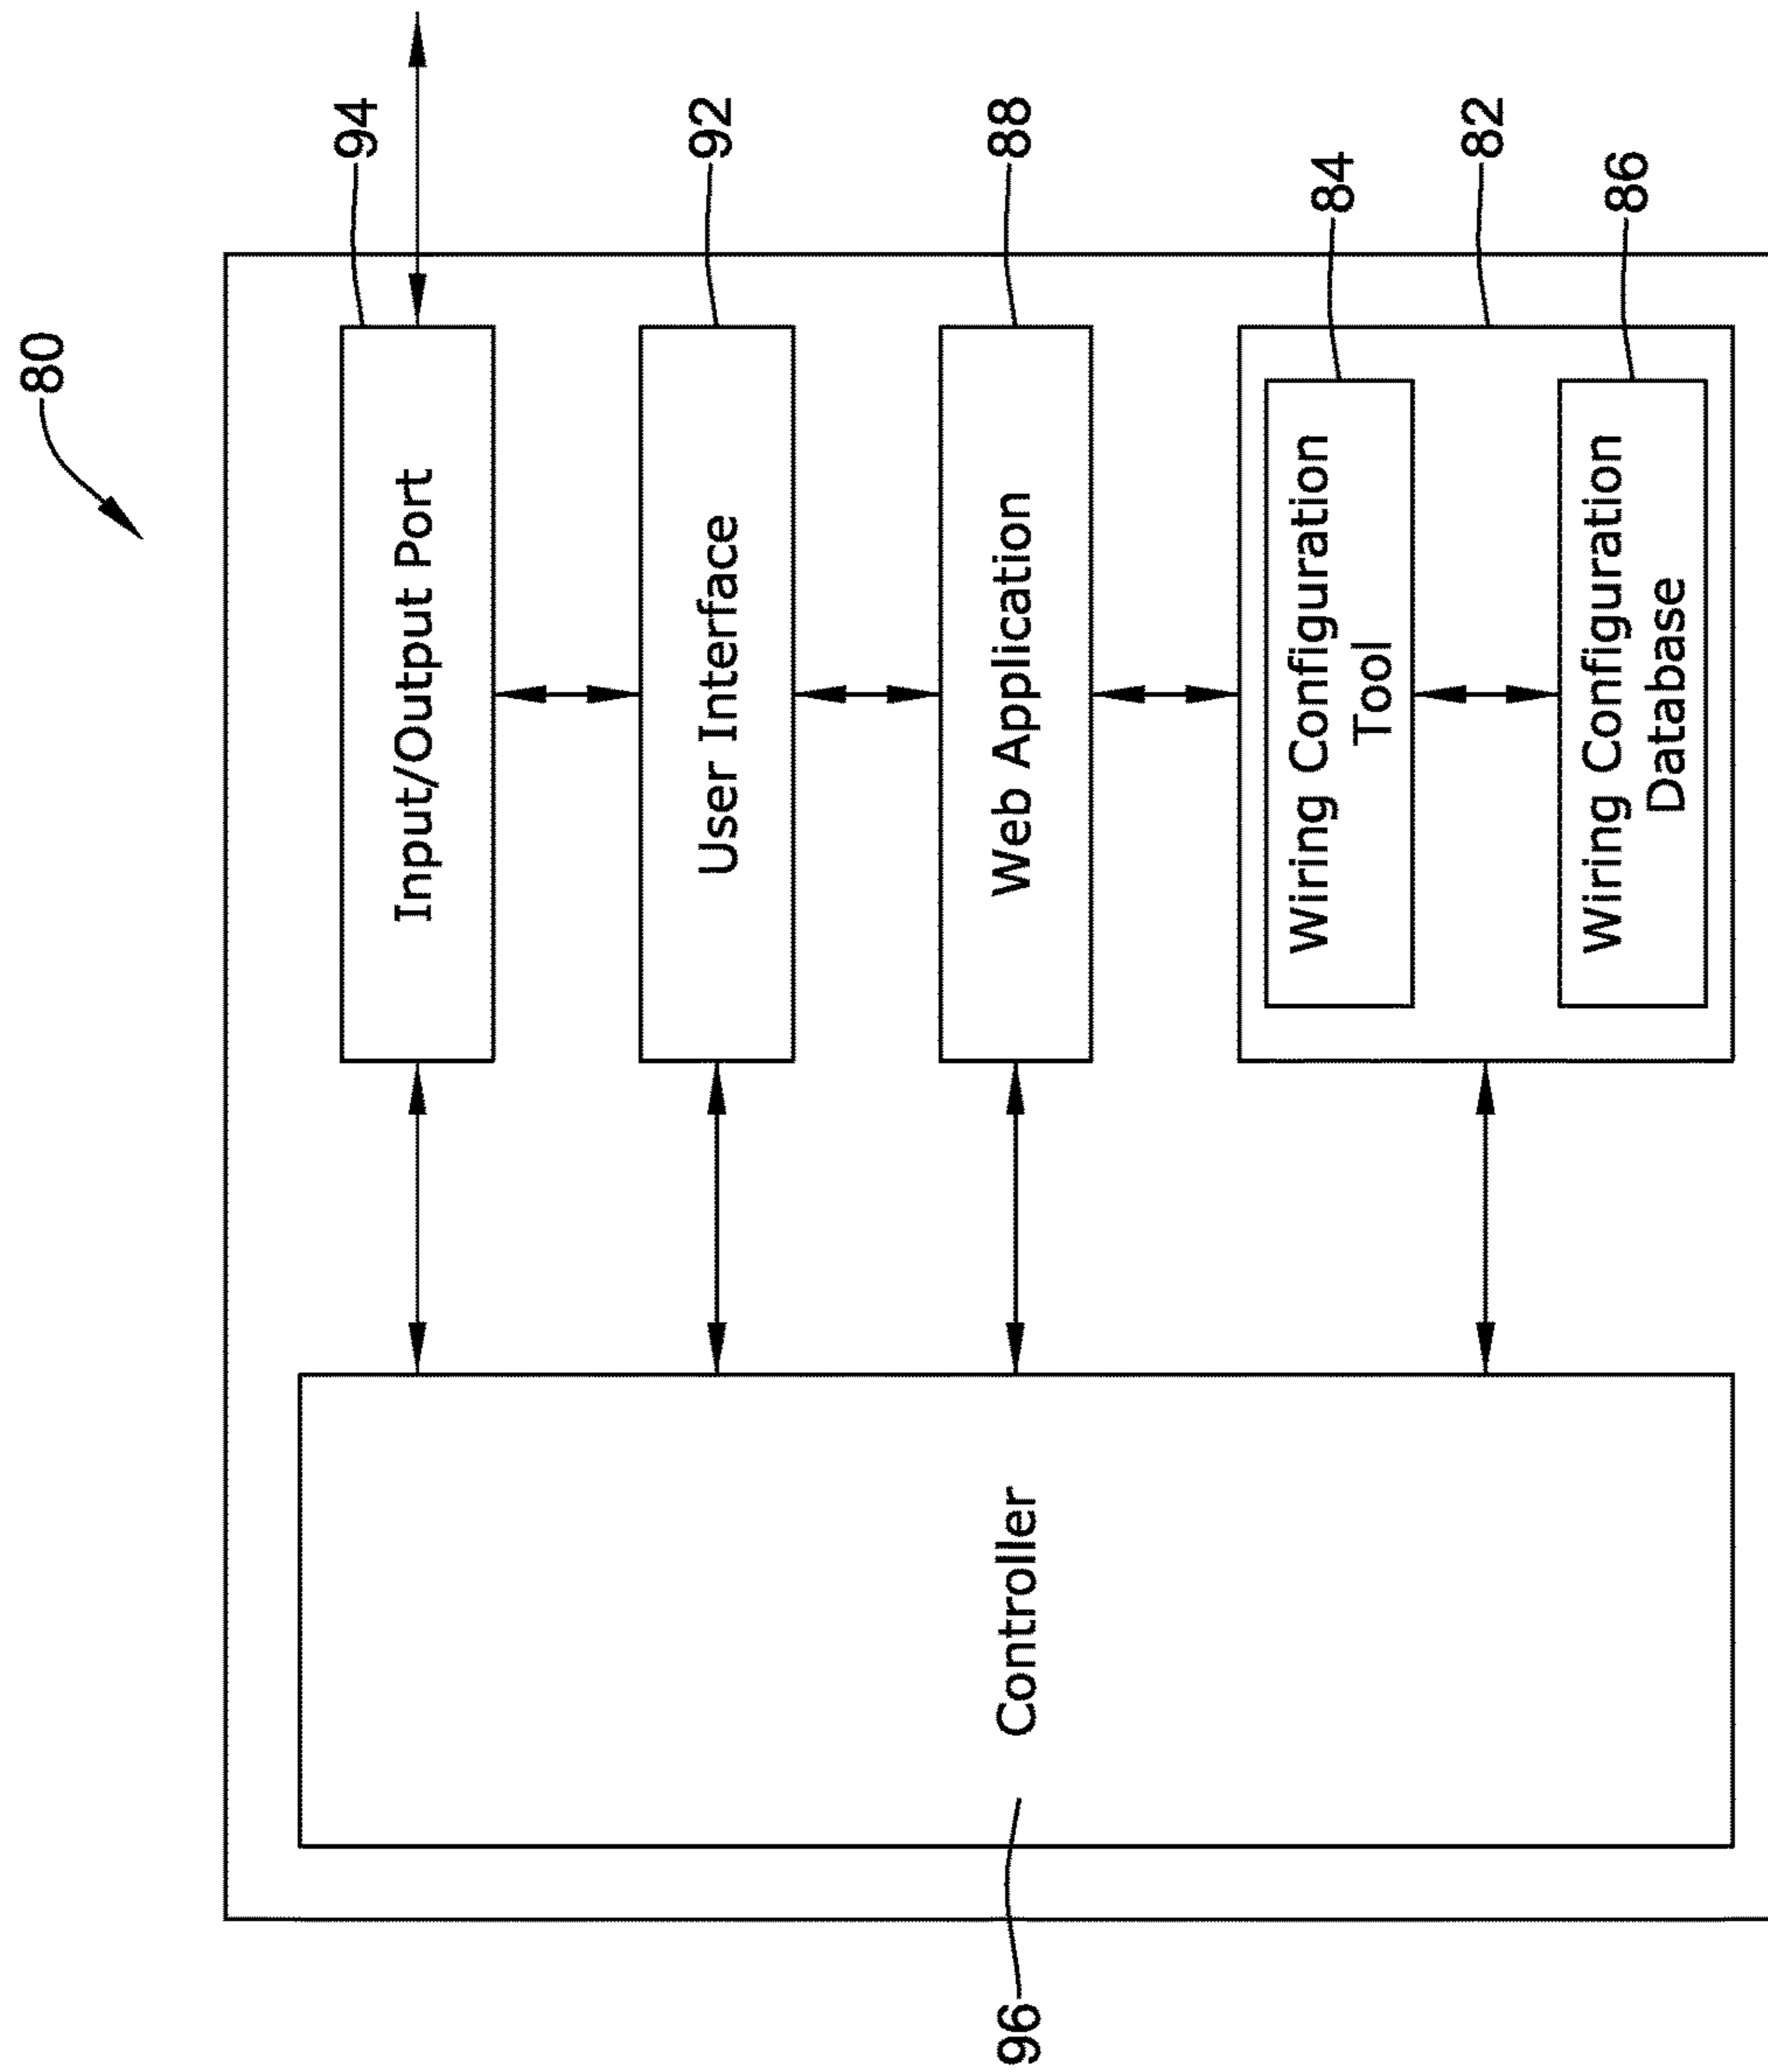 80
94
Input/Output Port
92
User Interface
88
Web Application
82
84
Wiring Configuration
Tool
86
Wiring Configuration
Database
Controller
96